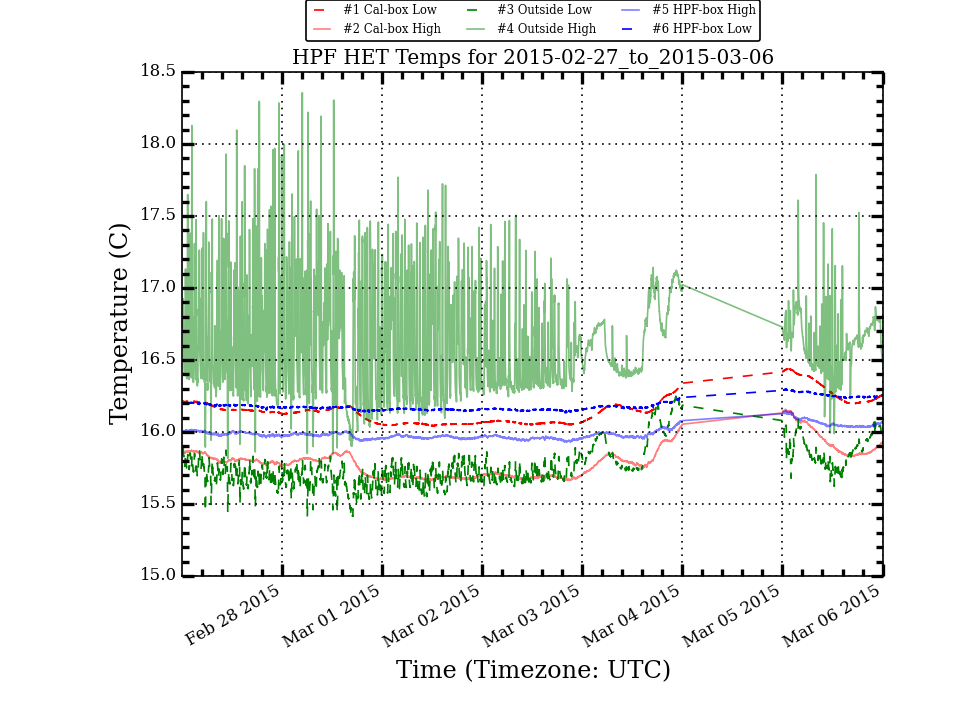 #1 Cal-box Low #3 Outside Low #5 HPF-box High
#2 Cal-box High #4 Outside High #6 HPF-box Low
HPF HET Temps for 2015-02-27_to_2015-03-06
18.5
18.0
17.5
17.0
16.5
16.0
15.5
15.0
Temperature (C)
Feb 28 2015
Mar 01 2015
Mar 02 2015
Mar 03 2015
Mar 04 2015
Mar 05 2015
Mar 06 2015
Time (Timezone: UTC)